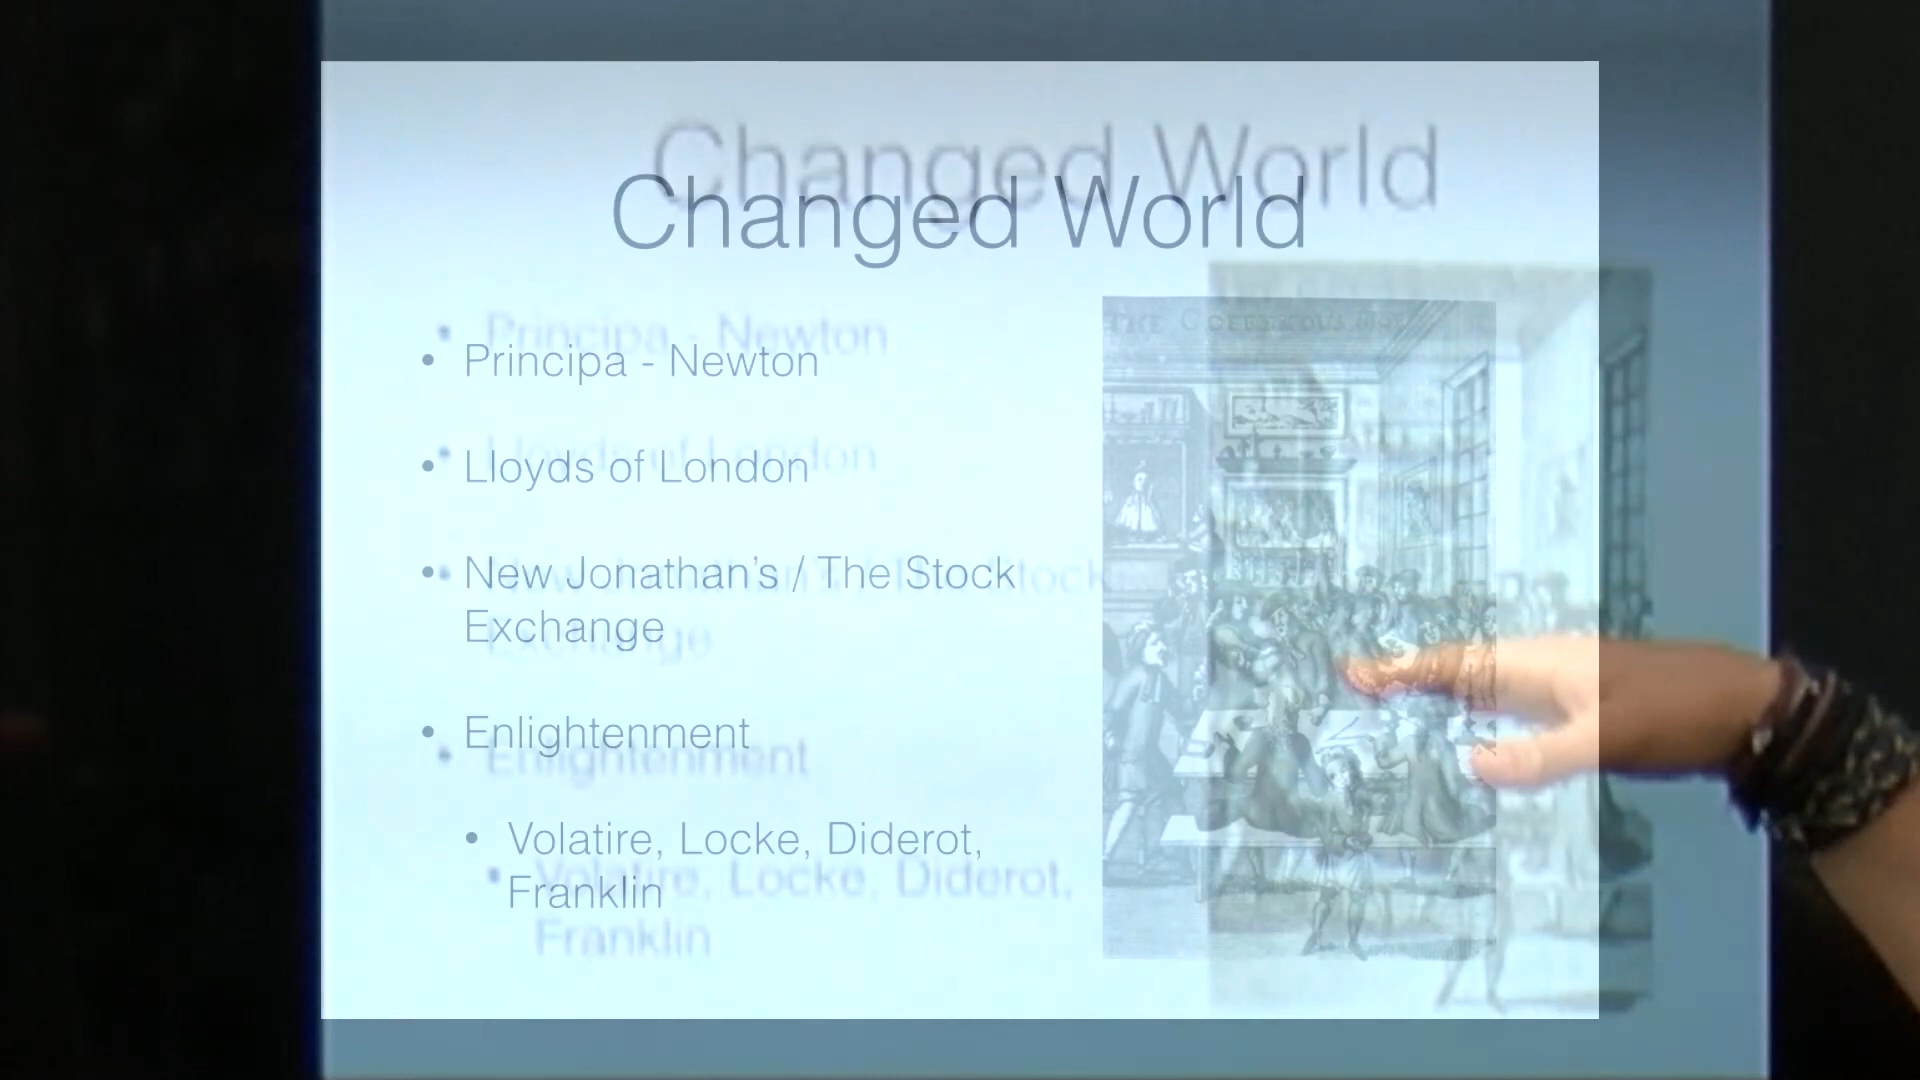 Changed World
• Principa - Newton
• Lloyds of London
• New Jonathan's / The Stock
Exchange
• Enlightenment
• Volatire, Locke, Diderot,
Franklin